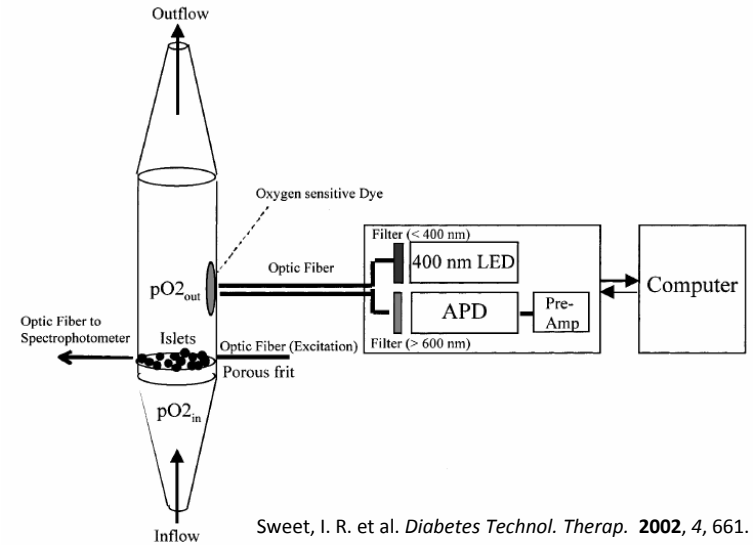 Outflow
Oxygen sensitive Dye
Filter (< 400 nm)
400 nm LED
Optic Fiber
pO2out
APD
Pre-
Amp
Computer
Optic Fiber to
Spectrophotometer
Islets
Optic Fiber (Excitation)
Filter (> 600 nm)
Porous frit
pO2in
Inflow
Sweet, I. R. et al. Diabetes Technol. Therap. 2002, 4, 661.